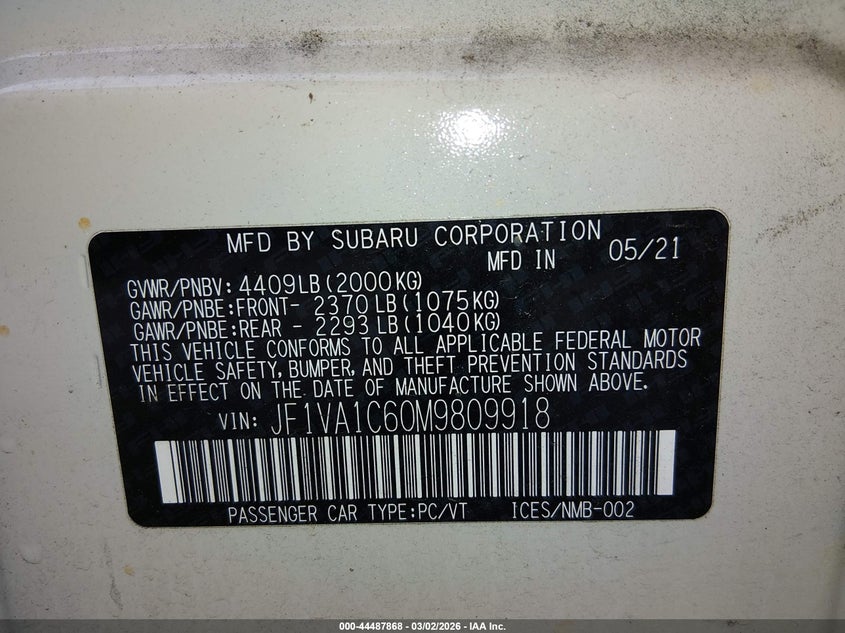 MFD BY SUBARU CORPORATION
MFD IN 05/21
GVWR/PNBV: 4409LB(2000KG)
GAWR/PNBE:FRONT- 2370LB(1075KG)
GAWR/PNBE:REAR - 2293LB(1040KG)
THIS VEHICLE CONFORMS TO ALL APPLICABLE FEDERAL MOTOR
VEHICLE SAFETY, BUMPER, AND THEFT PREVENTION STANDARDS
IN EFFECT ON THE DATE OF MANUFACTURE SHOWN ABOVE.
VIN: JF1VA1C60M9809918
PASSENGER CAR TYPE:PC/VT ICES/NMB-002
000-44487868 - 03/02/2026 - IAA Inc.